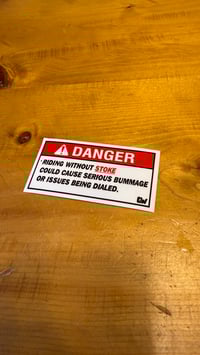 DANGER
RIDING WITHOUT STOKE
COULD CAUSE SERIOUS BUMMAGE
OR ISSUES BEING DIALED.